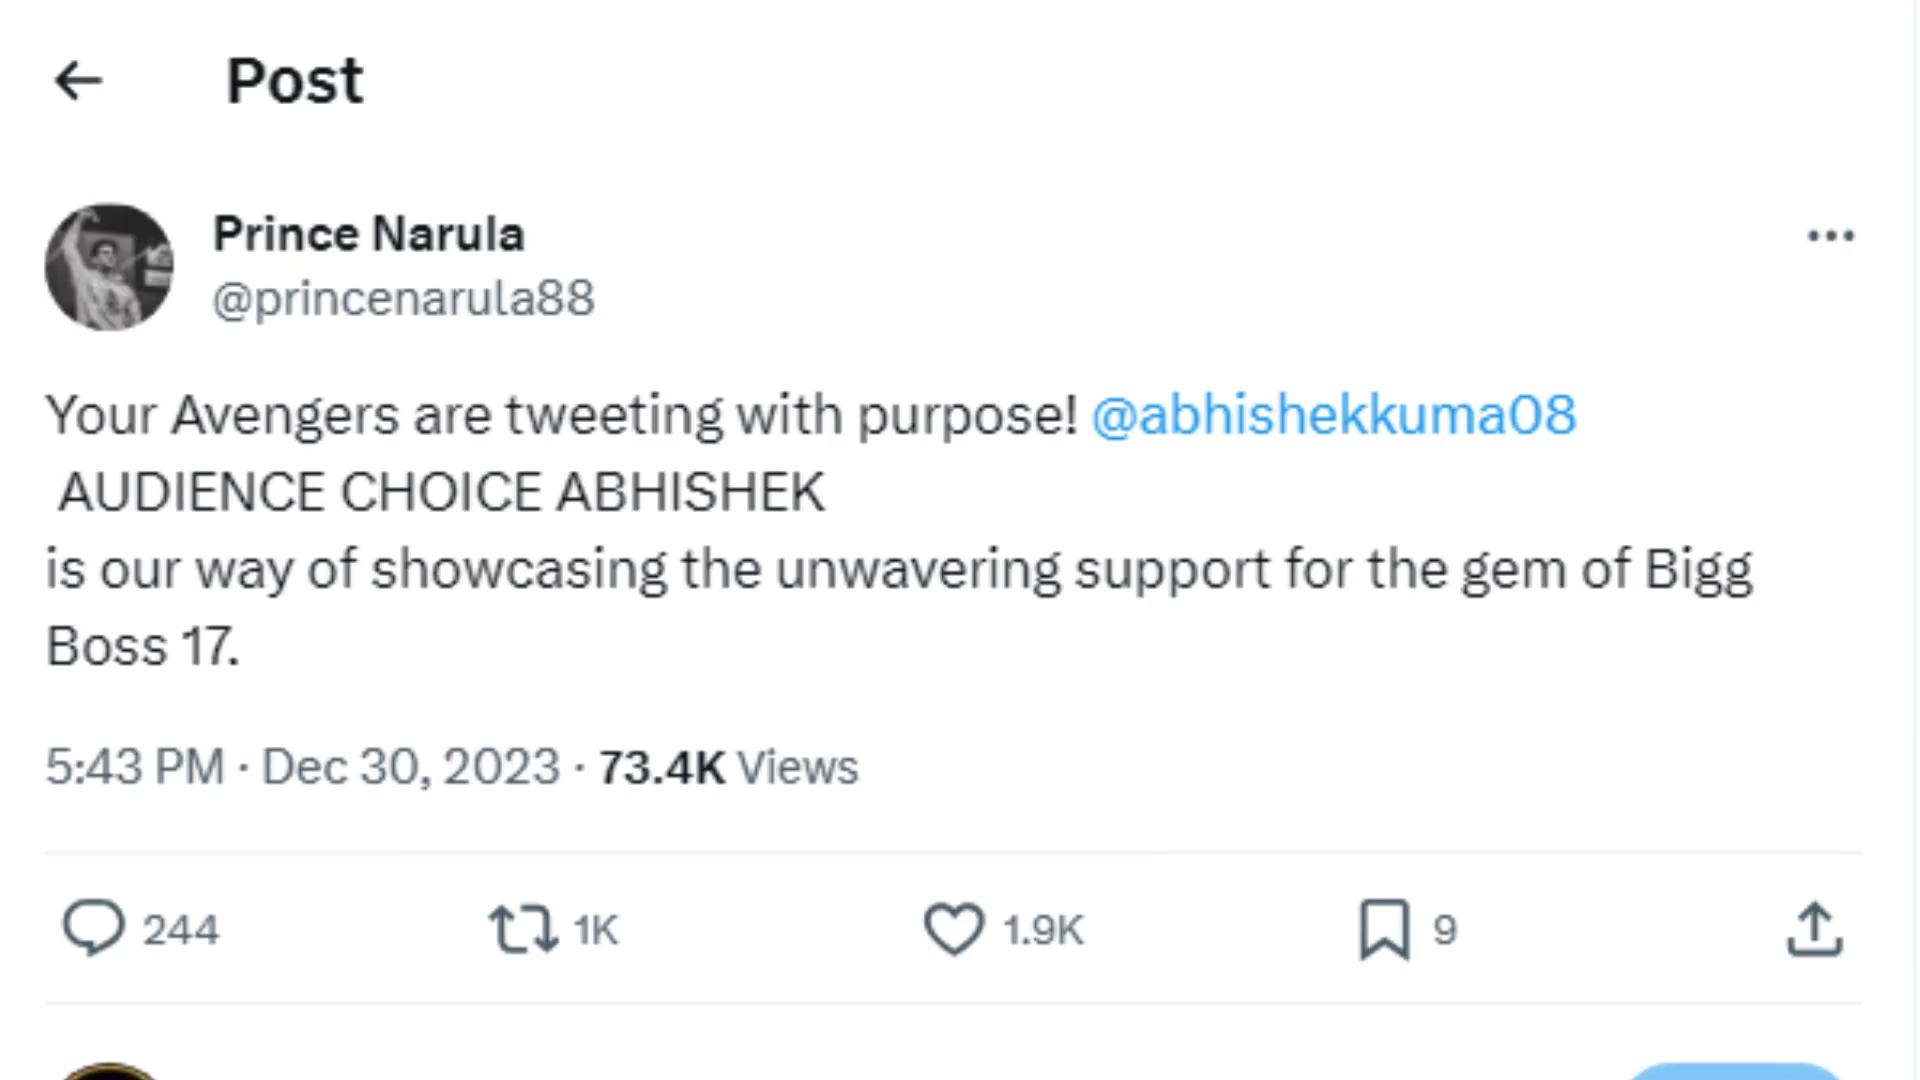 Post
Prince Narula
@princenarula88
Your Avengers are tweeting with purpose! @abhishekkuma08
AUDIENCE CHOICE ABHISHEK
is our way of showcasing the unwavering support for the gem of Bigg
Boss 17.
5:43 PM · Dec 30, 2023 · 73.4K Views
244 1K 1.9K 9